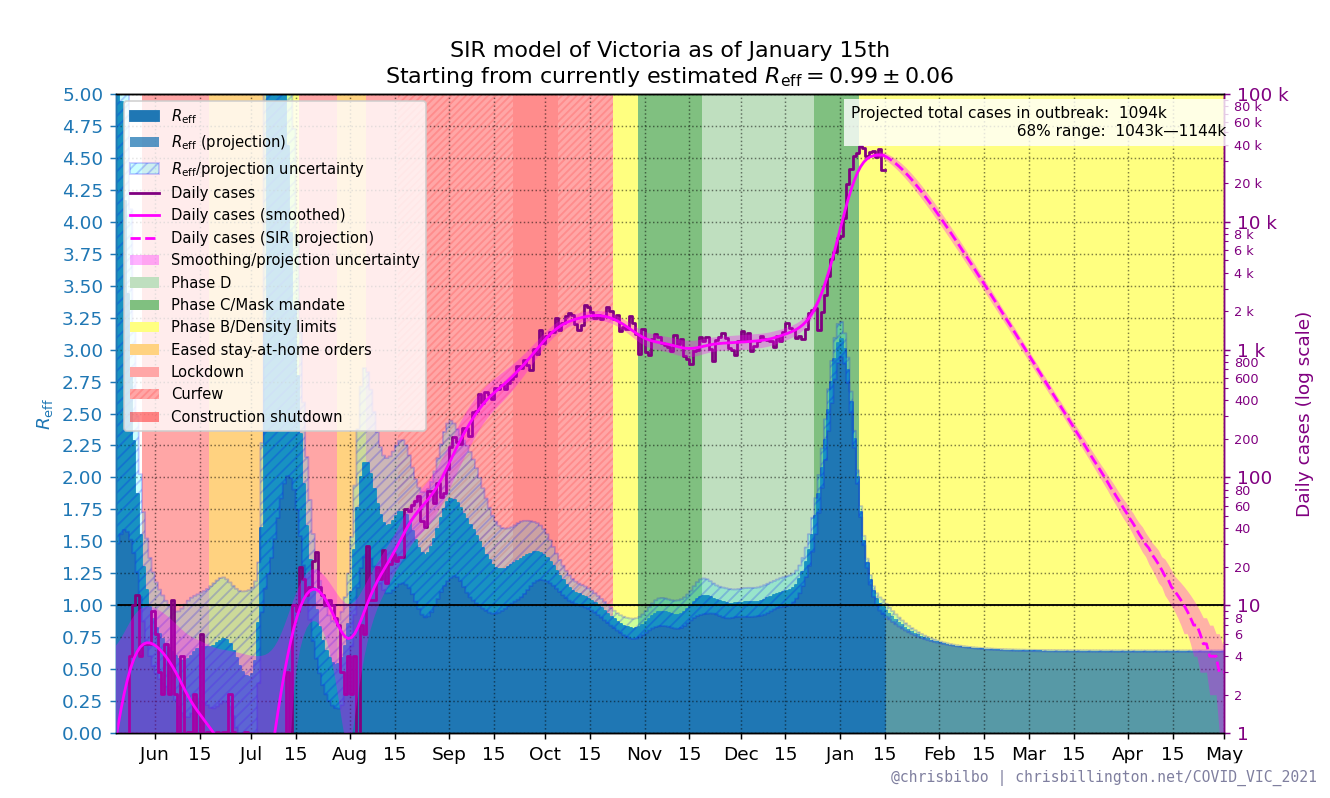 SIR model of Victoria as of January 15th
Starting from currently estimated R_eff = 0.99 ± 0.06
Projected total cases in outbreak: 1094k
68% range: 1043k—1144k
R_eff
R_eff (projection)
R_eff/projection uncertainty
Daily cases
Daily cases (smoothed)
Daily cases (SIR projection)
Smoothing/projection uncertainty
Phase D
Phase C/Mask mandate
Phase B/Density limits
Eased stay-at-home orders
Lockdown
Curfew
Construction shutdown
R_eff
5.00
4.75
4.50
4.25
4.00
3.75
3.50
3.25
3.00
2.75
2.50
2.25
2.00
1.75
1.50
1.25
1.00
0.75
0.50
0.25
0.00
100 k
80 k
60 k
40 k
20 k
10 k
8 k
6 k
4 k
2 k
1 k
800
600
400
200
100
80
60
40
20
10
8
6
4
2
1
Daily cases (log scale)
Jun 15 Jul 15 Aug 15 Sep 15 Oct 15 Nov 15 Dec 15 Jan 15 Feb 15 Mar 15 Apr 15 May
@chrisbilbo | chrisbillington.net/COVID_VIC_2021